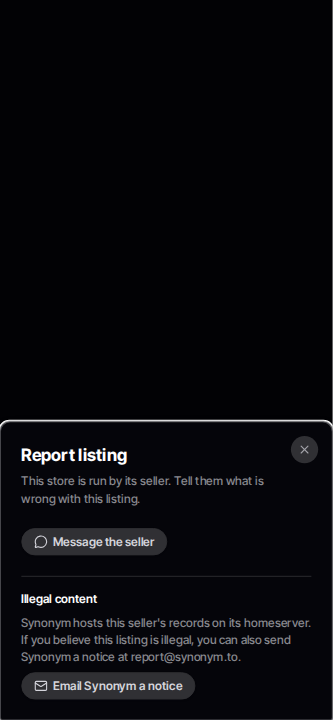 Report listing
This store is run by its seller. Tell them what is
wrong with this listing.
Message the seller
Illegal content
Synonym hosts this seller's records on its homeserver.
If you believe this listing is illegal, you can also send
Synonym a notice at report@synonym.to.
Email Synonym a notice